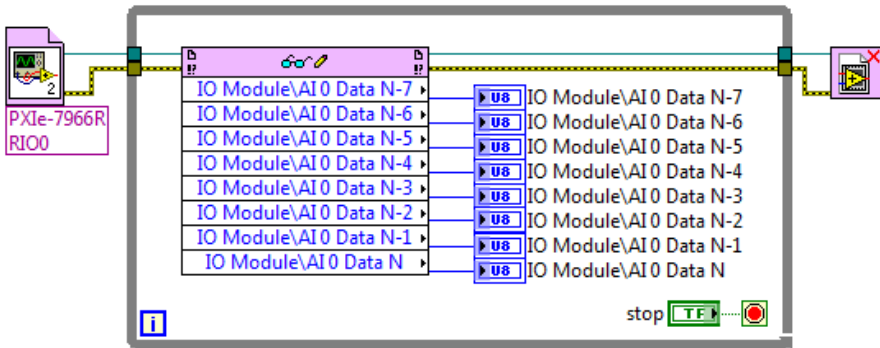 2
PXIe-7966R
RIO0
IO Module\AI 0 Data N-7
IO Module\AI 0 Data N-6
IO Module\AI 0 Data N-5
IO Module\AI 0 Data N-4
IO Module\AI 0 Data N-3
IO Module\AI 0 Data N-2
IO Module\AI 0 Data N-1
IO Module\AI 0 Data N
U8 IO Module\AI 0 Data N-7
U8 IO Module\AI 0 Data N-6
U8 IO Module\AI 0 Data N-5
U8 IO Module\AI 0 Data N-4
U8 IO Module\AI 0 Data N-3
U8 IO Module\AI 0 Data N-2
U8 IO Module\AI 0 Data N-1
U8 IO Module\AI 0 Data N
stop TF
i